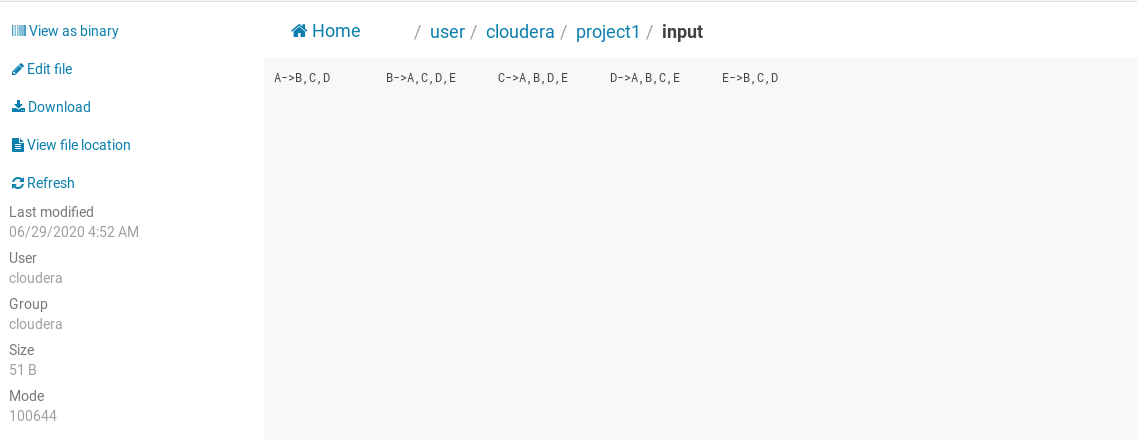 View as binary
Edit file
Download
View file location
Refresh
Last modified
06/29/2020 4:52 AM
User
cloudera
Group
cloudera
Size
51 B
Mode
100644
Home / user / cloudera / project1 / input
A->B,C,D B->A,C,D,E C->A,B,D,E D->A,B,C,E E->B,C,D